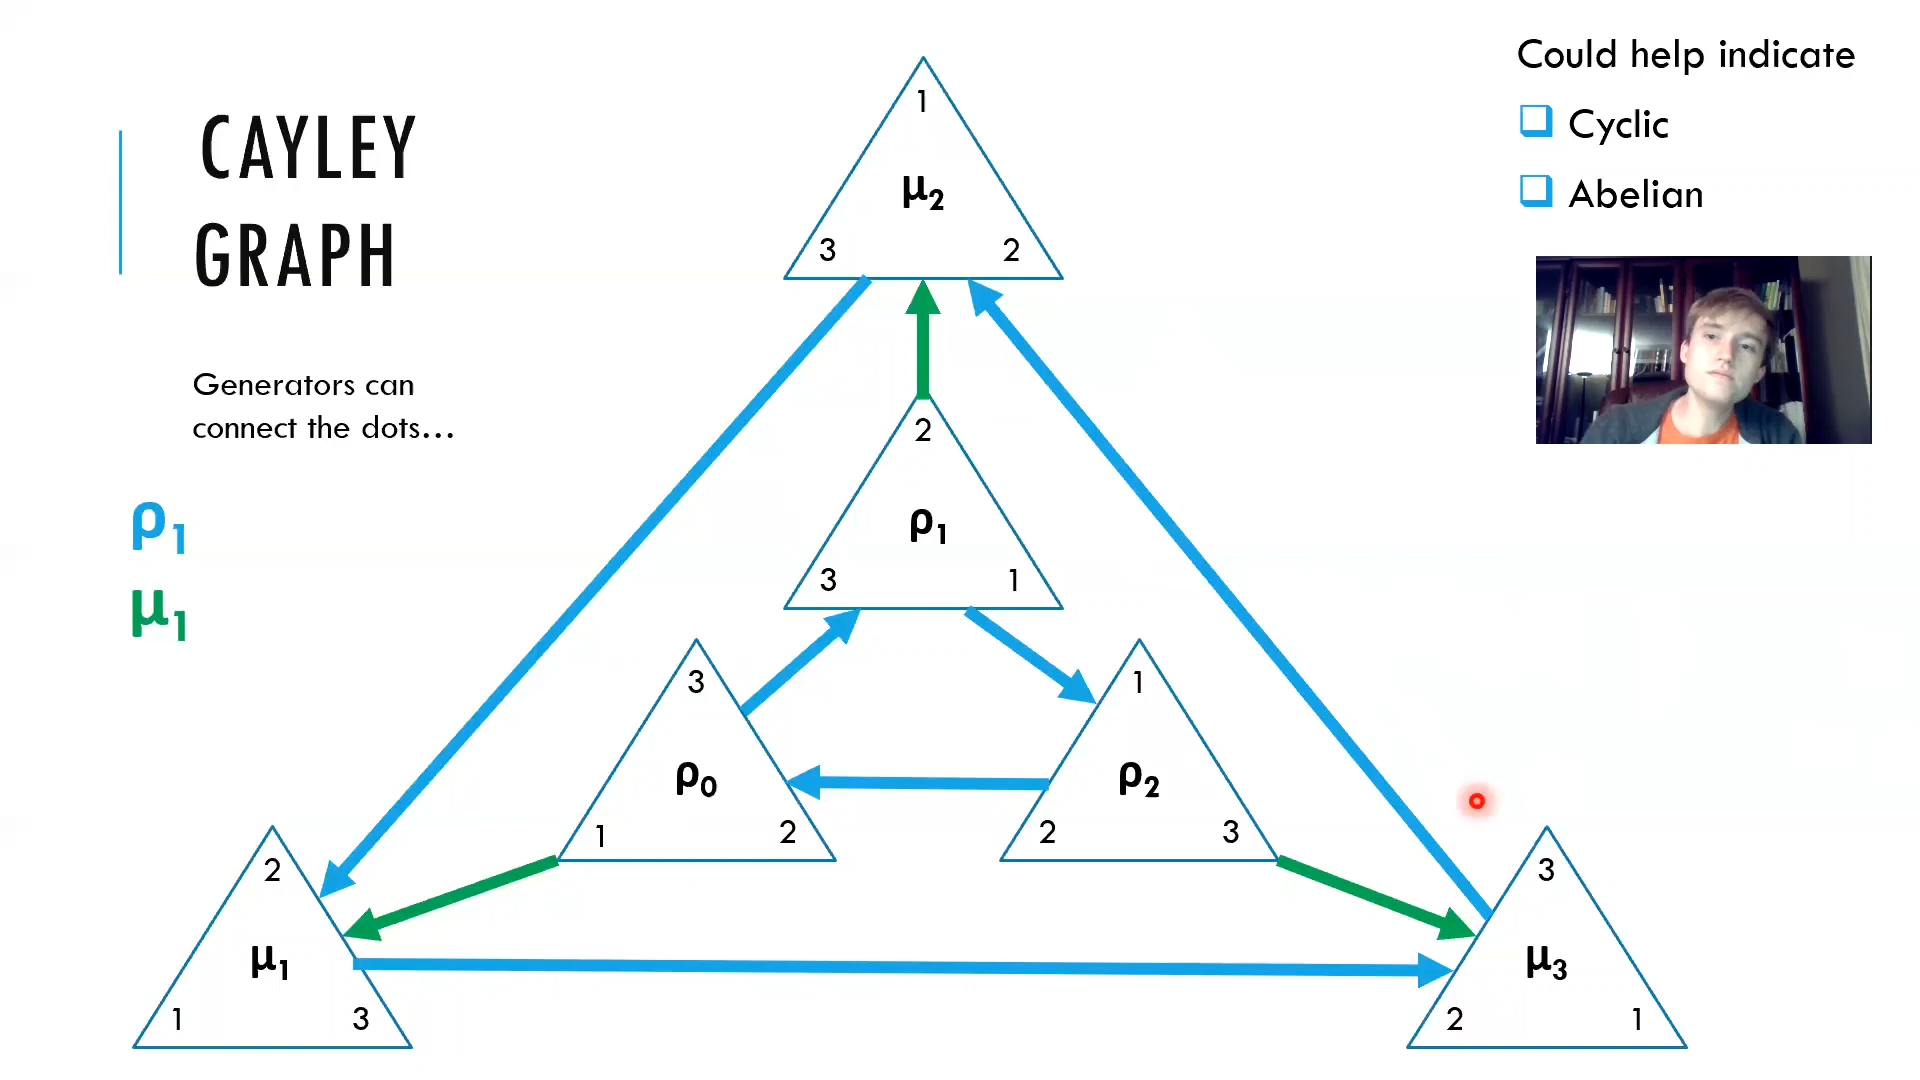 CAYLEY
GRAPH
Generators can
connect the dots...
ρ₁
μ₁
Could help indicate
❑ Cyclic
❑ Abelian
1
μ₂
3 2
2
ρ₁
3 1
3
ρ₀
1 2
1
ρ₂
2 3
2
μ₁
1 3
3
μ₃
2 1